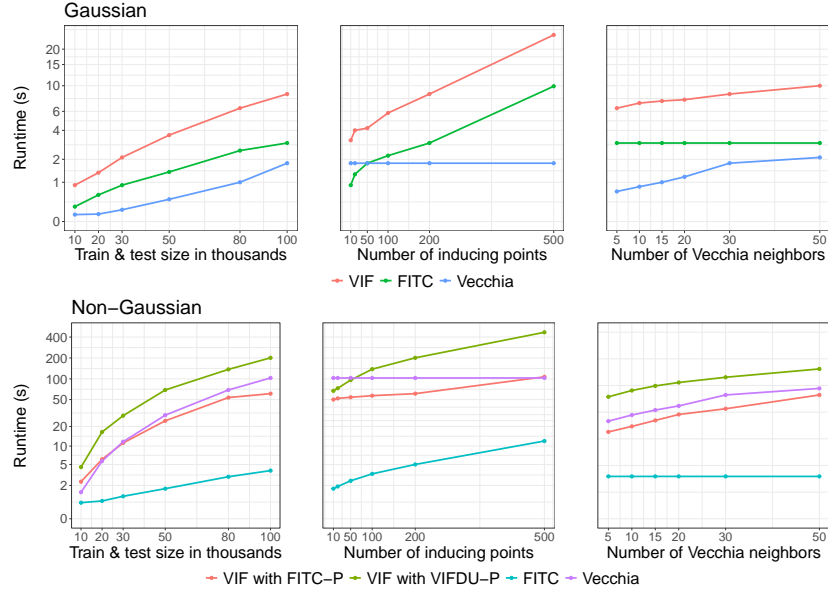 Gaussian
Runtime (s)
20
15
10
6
4
2
1
0
10 20 30 50 80 100
Train & test size in thousands
10 50 100 200 500
Number of inducing points
5 10 15 20 30 50
Number of Vecchia neighbors
VIF FITC Vecchia
Non−Gaussian
Runtime (s)
400
200
100
50
20
10
5
2
0
10 20 30 50 80 100
Train & test size in thousands
10 50 100 200 500
Number of inducing points
5 10 15 20 30 50
Number of Vecchia neighbors
VIF with FITC−P VIF with VIFDU−P FITC Vecchia